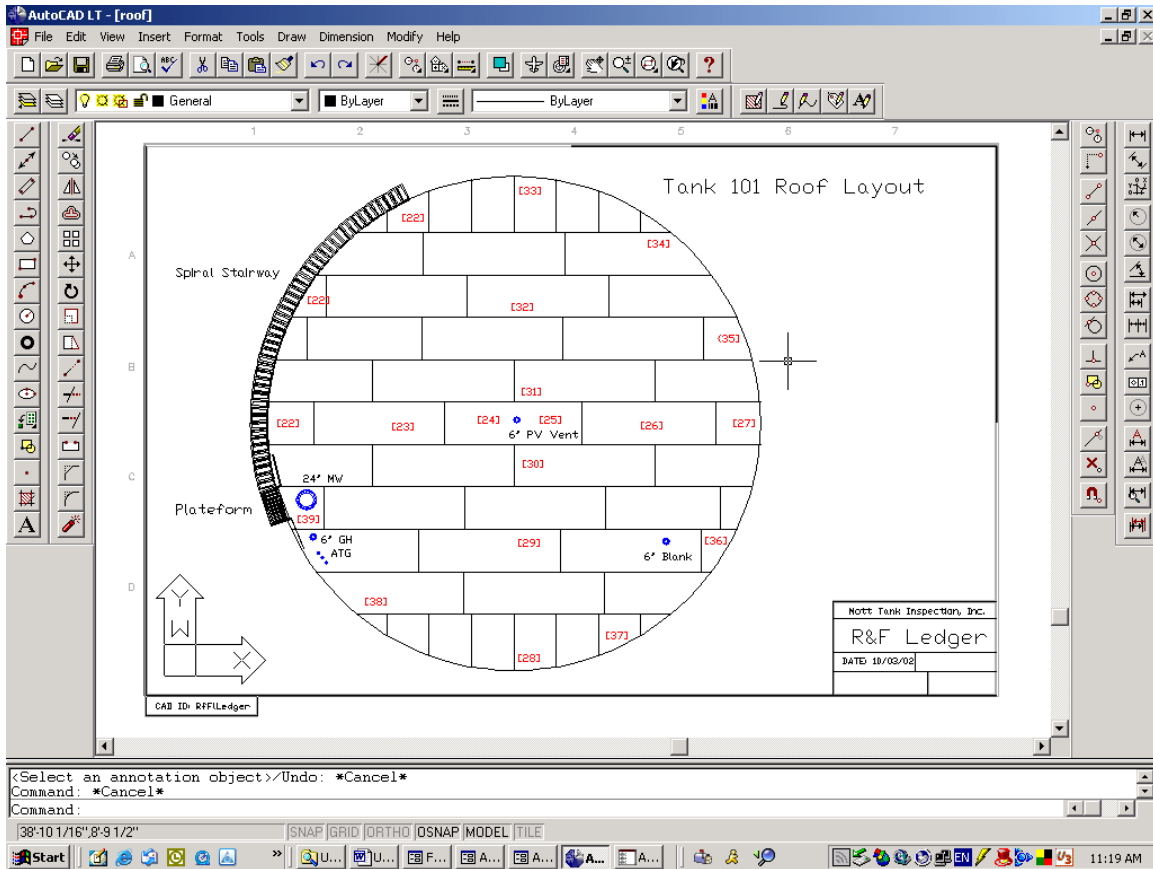 AutoCAD LT - [roof]
File Edit View Insert Format Tools Draw Dimension Modify Help
General ByLayer ByLayer
1 2 3 4 5 6 7
Tank 101 Roof Layout
[33]
[22]
[34]
A
Spiral Stairway
[22]
[32]
(35]
B
[31]
[22] [23] [24] [25] [26] [27]
6" PV Vent
[30]
C
24" MW
Plateform
[39]
6" GH
ATG
[29]
6" Blank
[36]
D
[38]
[37]
[28]
Nott Tank Inspection, Inc.
R&F Ledger
DATE: 10/03/02
CAD ID: RfFlLedger
<Select an annotation object>/Undo: *Cancel*
Command: *Cancel*
Command:
38'-10 1/16",8'-9 1/2" SNAP GRID ORTHO OSNAP MODEL TILE
Start » U... U... F... A... A... A... A... EN 11:19 AM